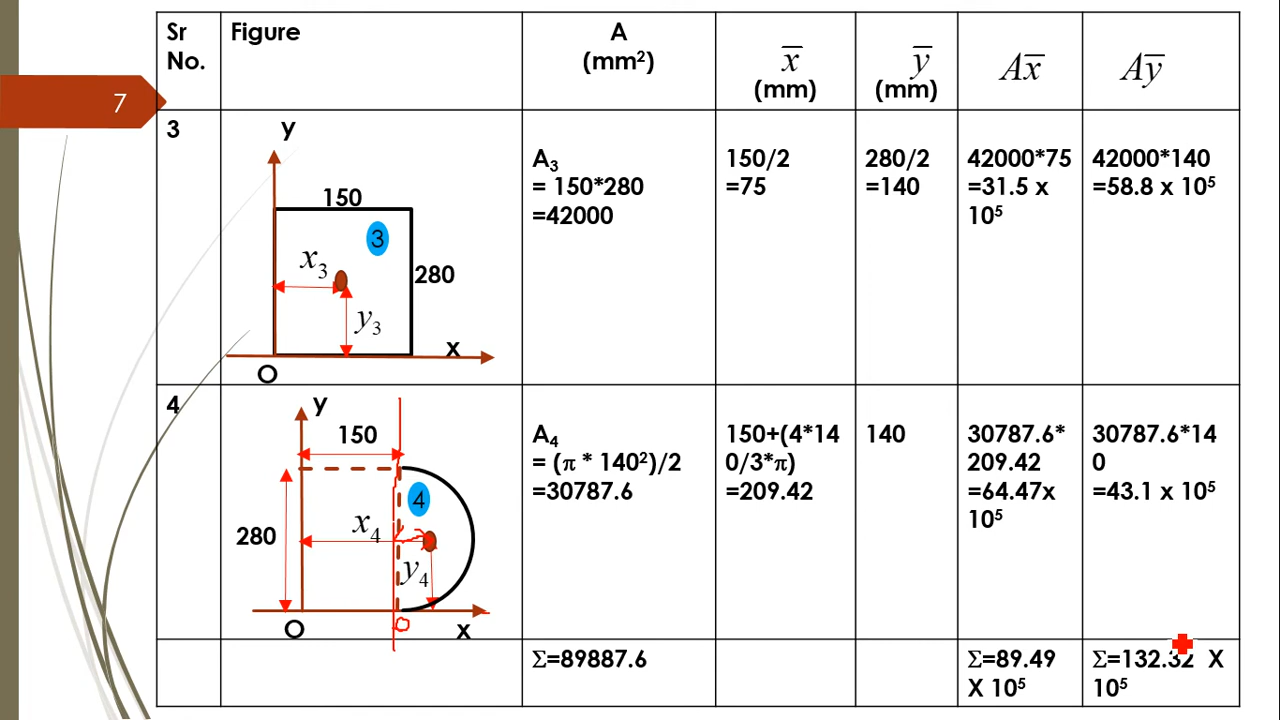 Sr
No.
Figure
A
(mm²)
x̅
(mm)
y̅
(mm)
Ax̅
Ay̅
7
3
y
150
3
x₃
280
y₃
x
O
A₃
= 150*280
=42000
150/2
=75
280/2
=140
42000*75
=31.5 x
10⁵
42000*140
=58.8 x 10⁵
4
y
150
4
280
x₄
y₄
O
x
A₄
= (π * 140²)/2
=30787.6
150+(4*14
0/3*π)
=209.42
140
30787.6*
209.42
=64.47x
10⁵
30787.6*14
0
=43.1 x 10⁵
Σ=89887.6
Σ=89.49
X 10⁵
Σ=132.32 X
10⁵